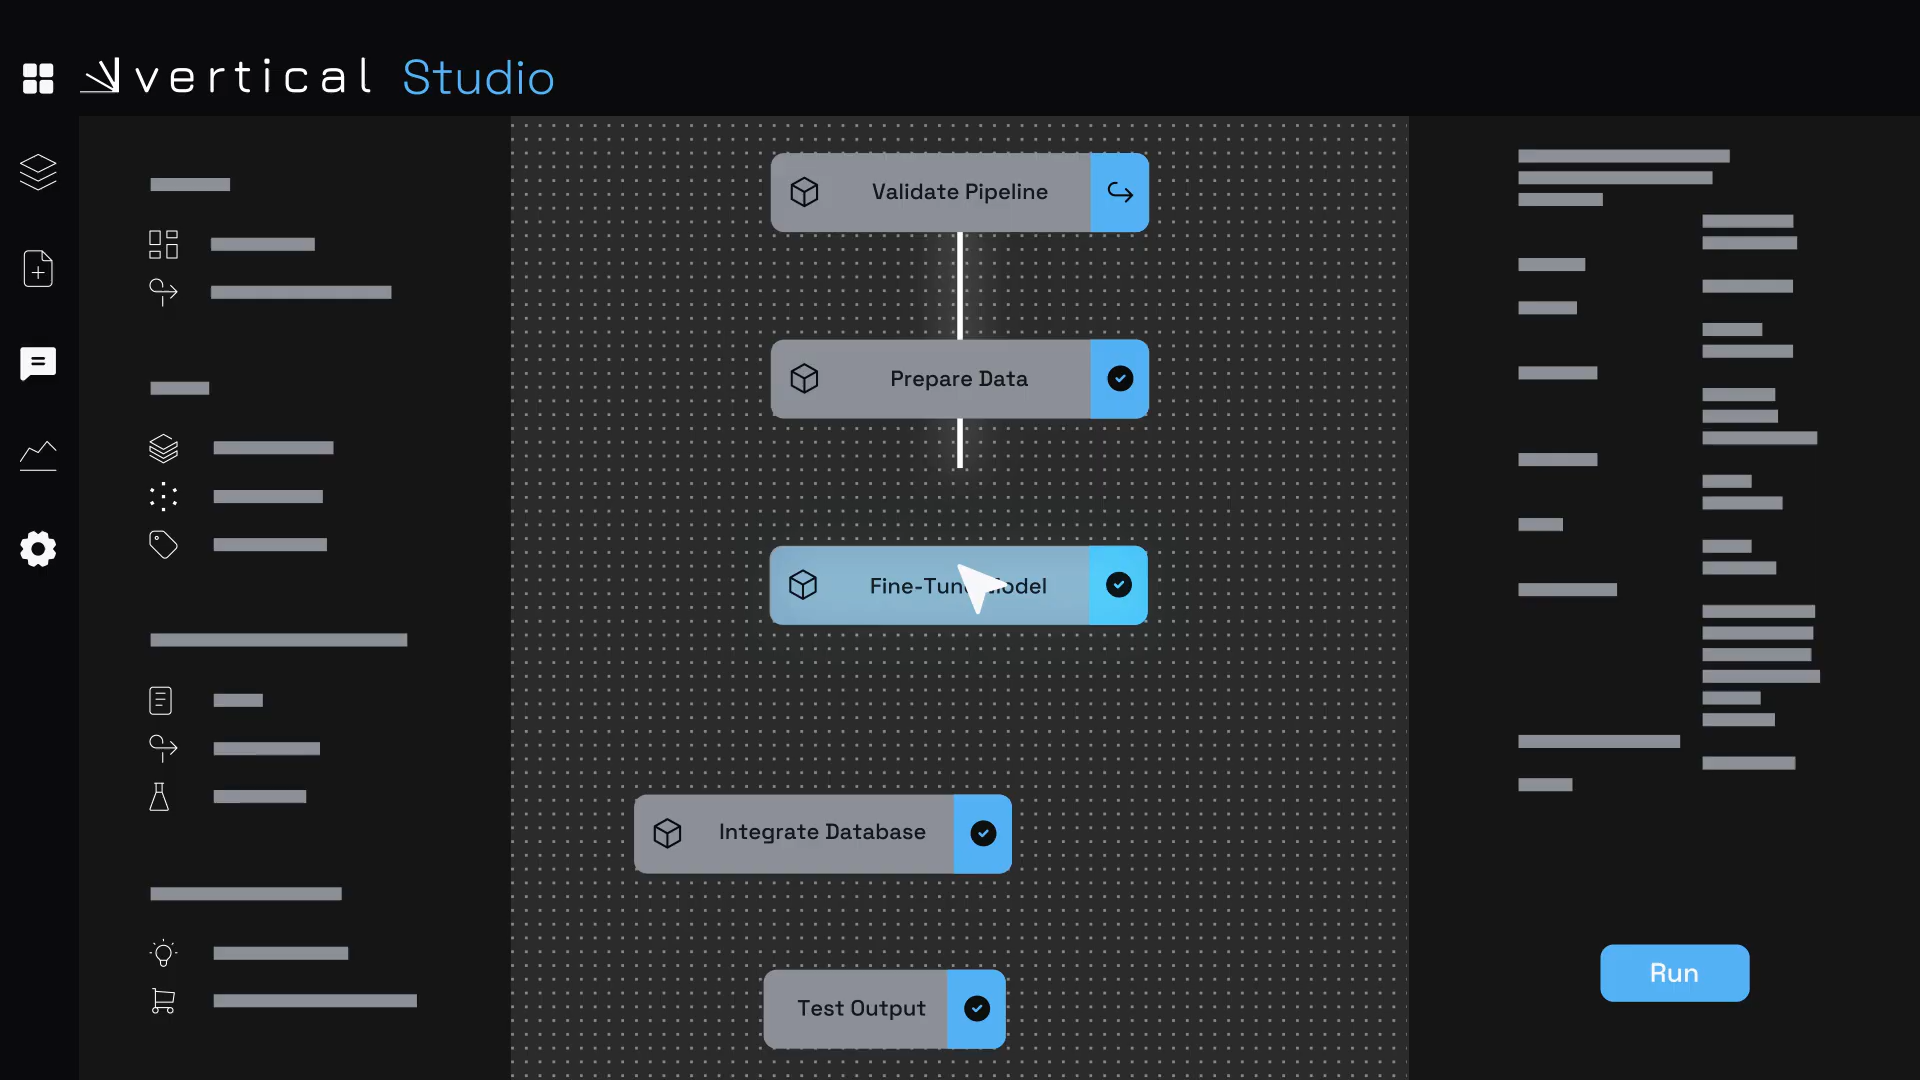 vertical Studio
Validate Pipeline
Prepare Data
Fine-Tune Model
Integrate Database
Test Output
Run